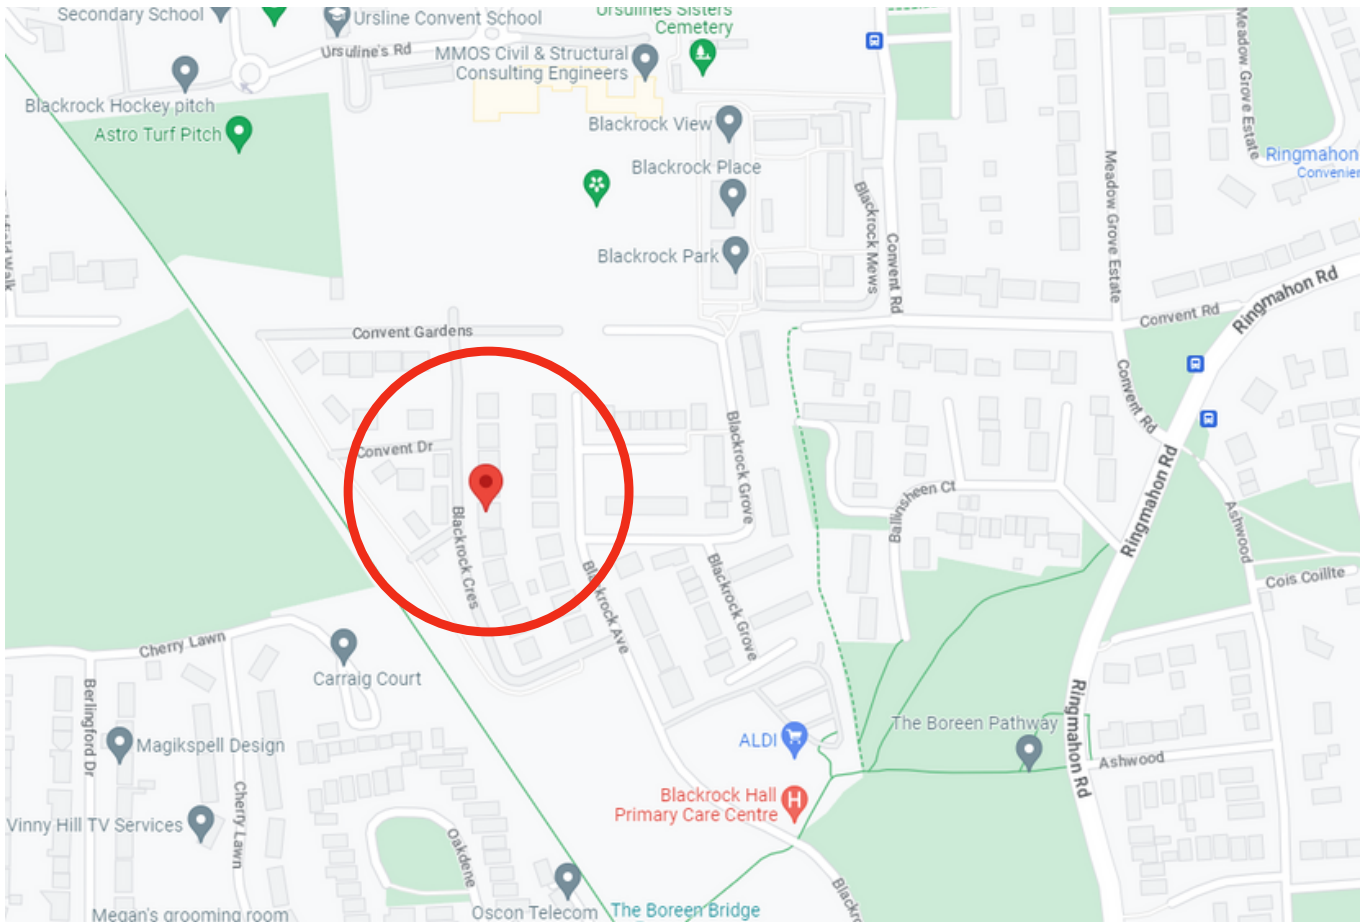 Secondary School
Ursline Convent School
Ursulines Sisters
Cemetery
Ursuline's Rd
MMOS Civil & Structural
Consulting Engineers
Blackrock Hockey pitch
Astro Turf Pitch
Blackrock View
Blackrock Place
Blackrock Park
Blackrock Mews
Convent Rd
Meadow Grove Estate
Meadow Grove Estate
Ringmahon
Convenien
Convent Rd
Ringmahon Rd
Convent Gardens
Convent Dr
Blackrock Cres
Blackrock Grove
Convent Rd
Ballinsheen Ct
Ringmahon Rd
Ashwood
Cois Coillte
Blackrock Ave
Blackrock Grove
Cherry Lawn
Carraig Court
Berlingford Dr
Magikspell Design
ALDI
The Boreen Pathway
Ringmahon Rd
Ashwood
Blackrock Hall
Primary Care Centre
Vinny Hill TV Services
Cherry Lawn
Oakdene
Oscon Telecom
The Boreen Bridge
Megan's grooming room